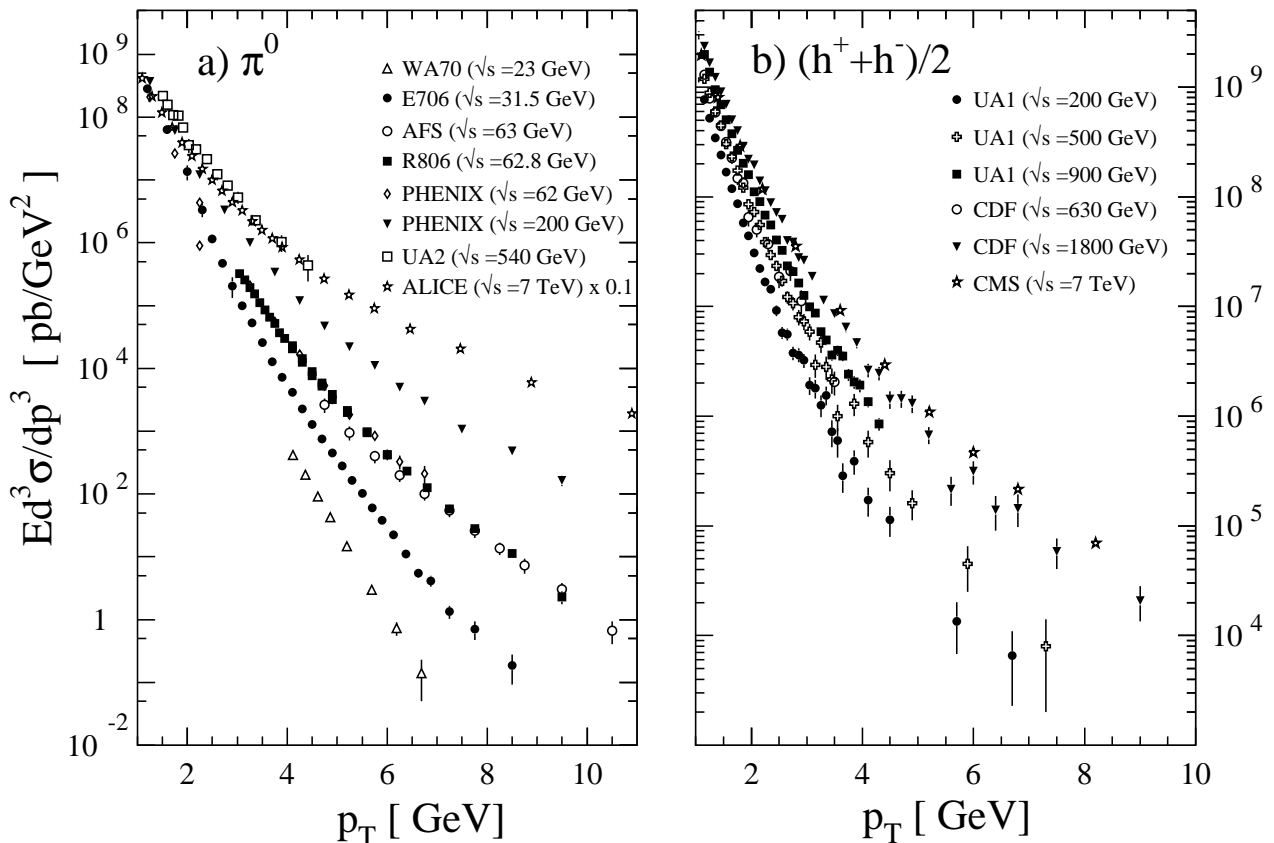 a) π⁰
WA70 (√s =23 GeV)
E706 (√s =31.5 GeV)
AFS (√s =63 GeV)
R806 (√s =62.8 GeV)
PHENIX (√s =62 GeV)
PHENIX (√s =200 GeV)
UA2 (√s =540 GeV)
ALICE (√s =7 TeV) x 0.1
Ed³σ/dp³ [ pb/GeV²]
10⁹
10⁸
10⁶
10⁴
10²
1
10⁻²
2 4 6 8 10
p_T [ GeV]
b) (h⁺+h⁻)/2
UA1 (√s =200 GeV)
UA1 (√s =500 GeV)
UA1 (√s =900 GeV)
CDF (√s =630 GeV)
CDF (√s =1800 GeV)
CMS (√s =7 TeV)
10⁹
10⁸
10⁷
10⁶
10⁵
10⁴
2 4 6 8 10
p_T [ GeV]